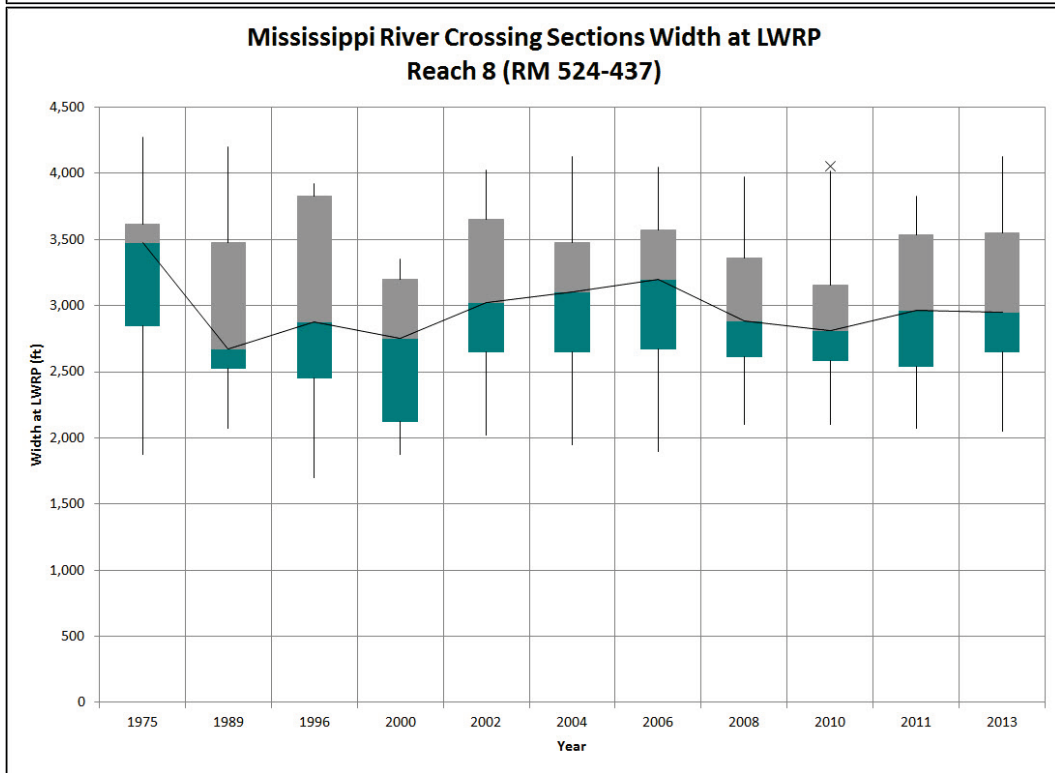 Mississippi River Crossing Sections Width at LWRP
Reach 8 (RM 524-437)
4,500
4,000
3,500
3,000
2,500
2,000
1,500
1,000
500
0
Width at LWRP (ft)
1975 1989 1996 2000 2002 2004 2006 2008 2010 2011 2013
Year